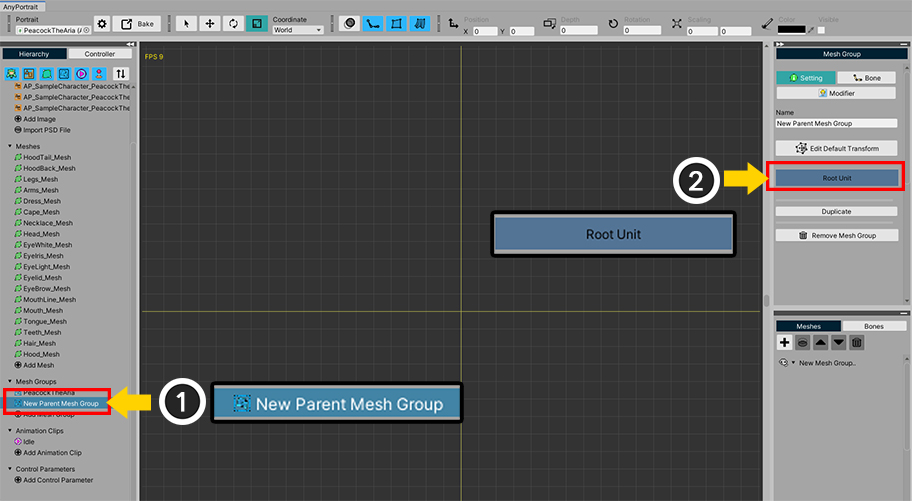 AnyPortrait
Portrait
PeacockTheAria (A
Bake
Coordinate
World
Position
X 0 Y 0
Depth
0
Rotation
0
Scaling
0 0
Color
Visible
Hierarchy
Controller
AP_SampleCharacter_PeacockThe
AP_SampleCharacter_PeacockThe
AP_SampleCharacter_PeacockThe
Add Image
Import PSD File
Meshes
HoodTail_Mesh
HoodBack_Mesh
Legs_Mesh
Arms_Mesh
Dress_Mesh
Cape_Mesh
Necklace_Mesh
Head_Mesh
EyeWhite_Mesh
EyeIris_Mesh
EyeLight_Mesh
Eyelid_Mesh
EyeBrow_Mesh
MouthLine_Mesh
Mouth_Mesh
Tongue_Mesh
Teeth_Mesh
Hair_Mesh
Hood_Mesh
Add Mesh
Mesh Groups
PeacockTheAria
New Parent Mesh Group
Add Mesh Group
Animation Clips
Idle
Add Animation Clip
Control Parameters
Add Control Parameter
FPS 9
1
New Parent Mesh Group
Root Unit
2
Mesh Group
Setting
Bone
Modifier
Name
New Parent Mesh Group
Edit Default Transform
Root Unit
Duplicate
Remove Mesh Group
Meshes
Bones
New Mesh Group..